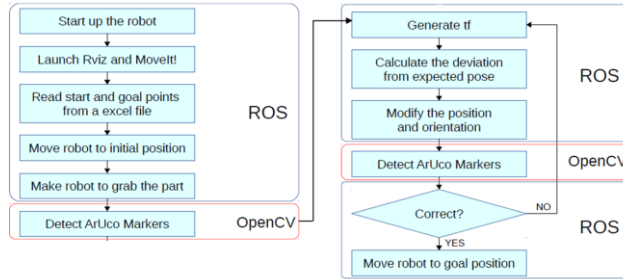 Start up the robot
Launch Rviz and MoveIt!
Read start and goal points
from a excel file
ROS
Move robot to initial position
Make robot to grab the part
Detect ArUco Markers
OpenCV
Generate tf
Calculate the deviation
from expected pose
ROS
Modify the position
and orientation
Detect ArUco Markers
OpenCV
Correct?
NO
ROS
YES
Move robot to goal position